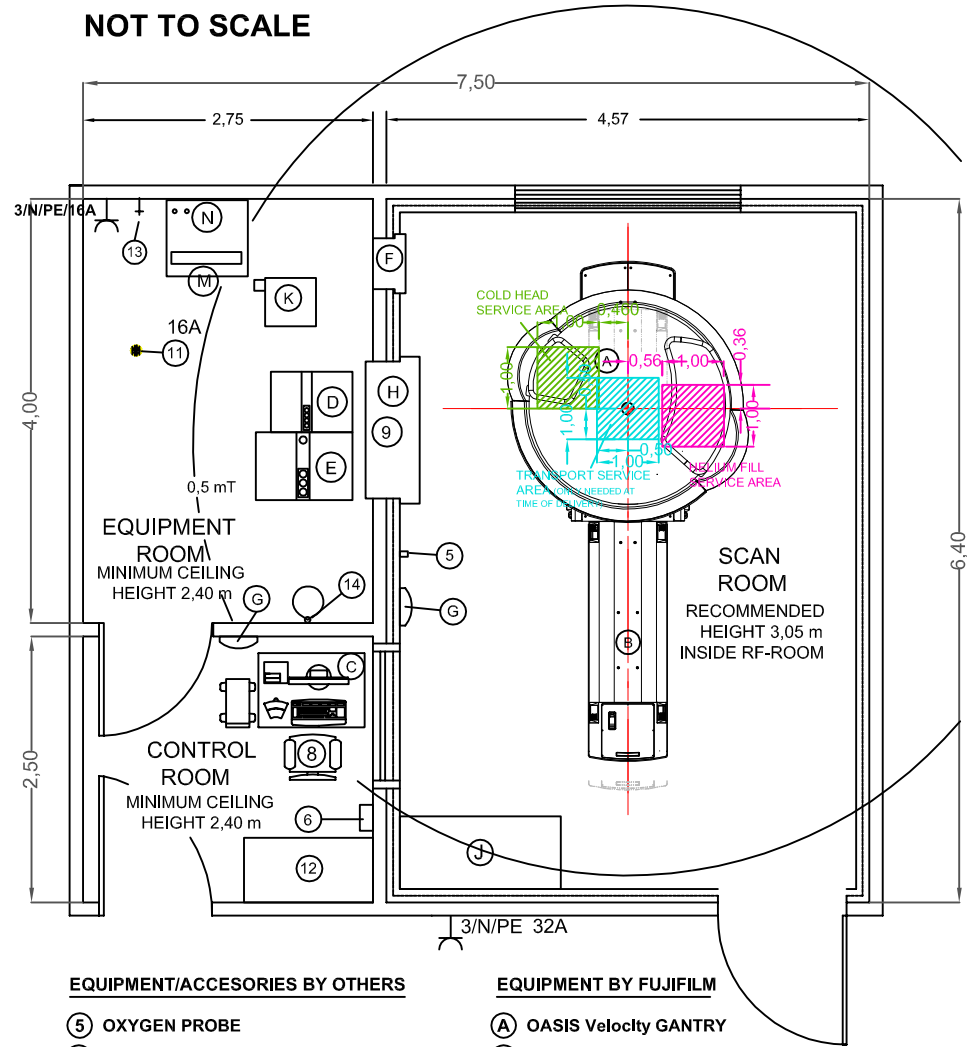 NOT TO SCALE
7,50
2,75
4,57
3/N/PE/16A
N
13
M
F
K
COLD HEAD
SERVICE AREA
0,460
1,00
A
0,56
1,00
0,36
16A
11
H
D
9
E
4,00
1,00
1,00
1,00
0,50
1,00
0,5 mT
TRANSPORT SERVICE
AREA (ONLY NEEDED AT
TIME OF DELIVERY)
HELIUM FILL
SERVICE AREA
EQUIPMENT
ROOM
MINIMUM CEILING
HEIGHT 2,40 m
5
14
G
G
SCAN
ROOM
RECOMMENDED
HEIGHT 3,05 m
INSIDE RF-ROOM
6,40
B
C
CONTROL
ROOM
MINIMUM CEILING
HEIGHT 2,40 m
8
2,50
6
12
J
3/N/PE 32A
EQUIPMENT/ACCESORIES BY OTHERS
5 OXYGEN PROBE
EQUIPMENT BY FUJIFILM
A OASIS Velocity GANTRY